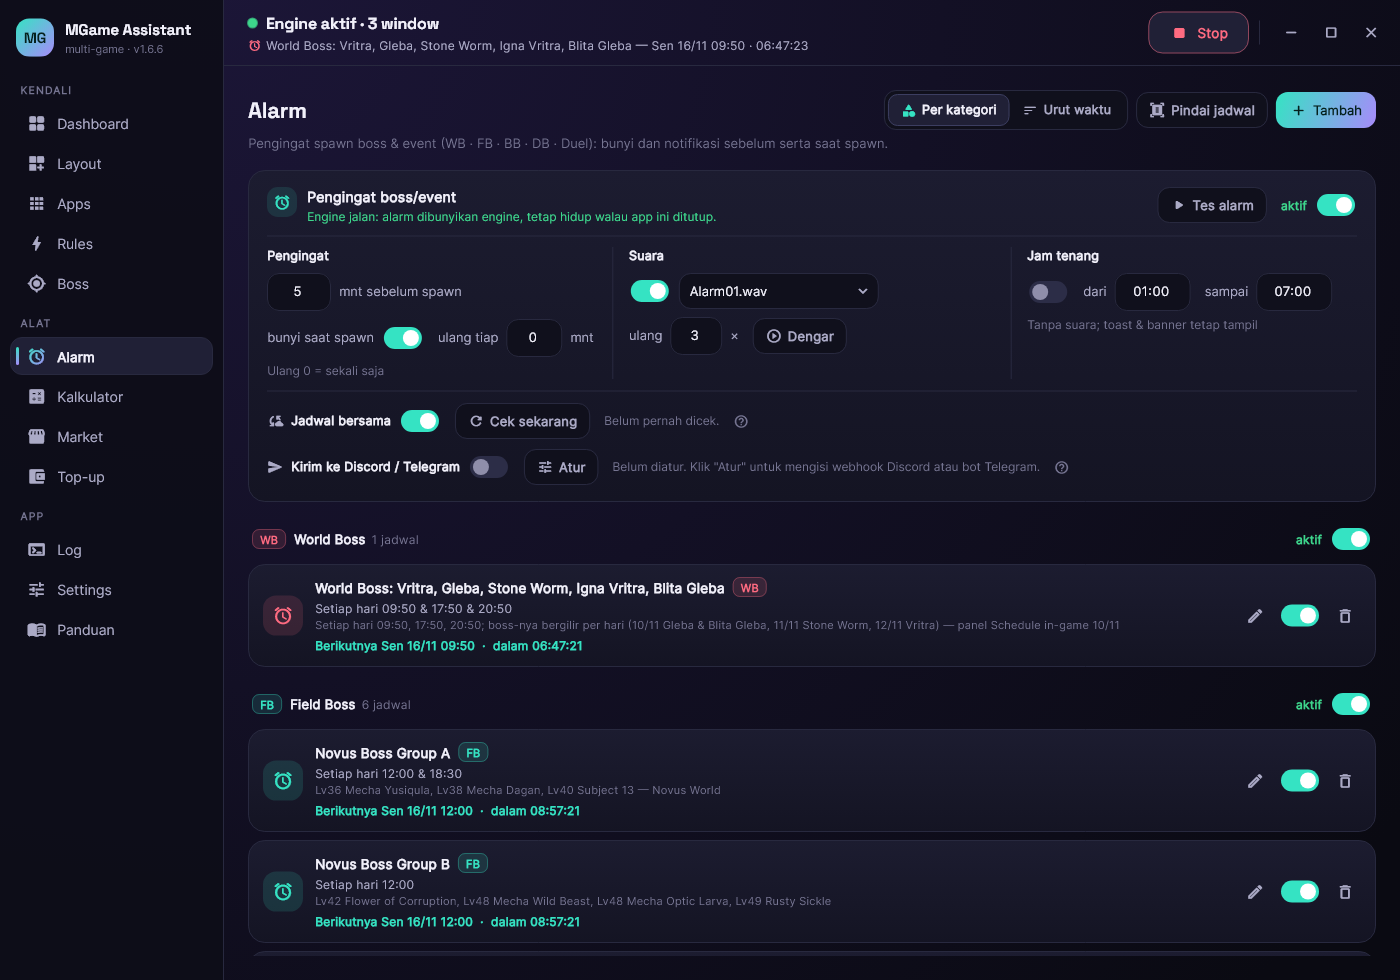 MG
MGame Assistant
multi-game · v1.6.6
KENDALI
Dashboard
Layout
Apps
Rules
Boss
ALAT
Alarm
Kalkulator
Market
Top-up
APP
Log
Settings
Panduan
Engine aktif · 3 window
World Boss: Vritra, Gleba, Stone Worm, Igna Vritra, Blita Gleba — Sen 16/11 09:50 · 06:47:23
Stop
Alarm
Per kategori
Urut waktu
Pindai jadwal
Tambah
Pengingat spawn boss & event (WB · FB · BB · DB · Duel): bunyi dan notifikasi sebelum serta saat spawn.
Pengingat boss/event
Engine jalan: alarm dibunyikan engine, tetap hidup walau app ini ditutup.
Tes alarm
aktif
Pengingat
5 mnt sebelum spawn
bunyi saat spawn ulang tiap 0 mnt
Ulang 0 = sekali saja
Suara
Alarm01.wav
ulang 3 × Dengar
Jam tenang
dari 01:00 sampai 07:00
Tanpa suara; toast & banner tetap tampil
Jadwal bersama Cek sekarang Belum pernah dicek.
Kirim ke Discord / Telegram Atur Belum diatur. Klik "Atur" untuk mengisi webhook Discord atau bot Telegram.
WB World Boss 1 jadwal
aktif
World Boss: Vritra, Gleba, Stone Worm, Igna Vritra, Blita Gleba WB
Setiap hari 09:50 & 17:50 & 20:50
Setiap hari 09:50, 17:50, 20:50; boss-nya bergilir per hari (10/11 Gleba & Blita Gleba, 11/11 Stone Worm, 12/11 Vritra) — panel Schedule in-game 10/11
Berikutnya Sen 16/11 09:50 · dalam 06:47:21
FB Field Boss 6 jadwal
aktif
Novus Boss Group A FB
Setiap hari 12:00 & 18:30
Lv36 Mecha Yusiqula, Lv38 Mecha Dagan, Lv40 Subject 13 — Novus World
Berikutnya Sen 16/11 12:00 · dalam 08:57:21
Novus Boss Group B FB
Setiap hari 12:00
Lv42 Flower of Corruption, Lv48 Mecha Wild Beast, Lv48 Mecha Optic Larva, Lv49 Rusty Sickle
Berikutnya Sen 16/11 12:00 · dalam 08:57:21